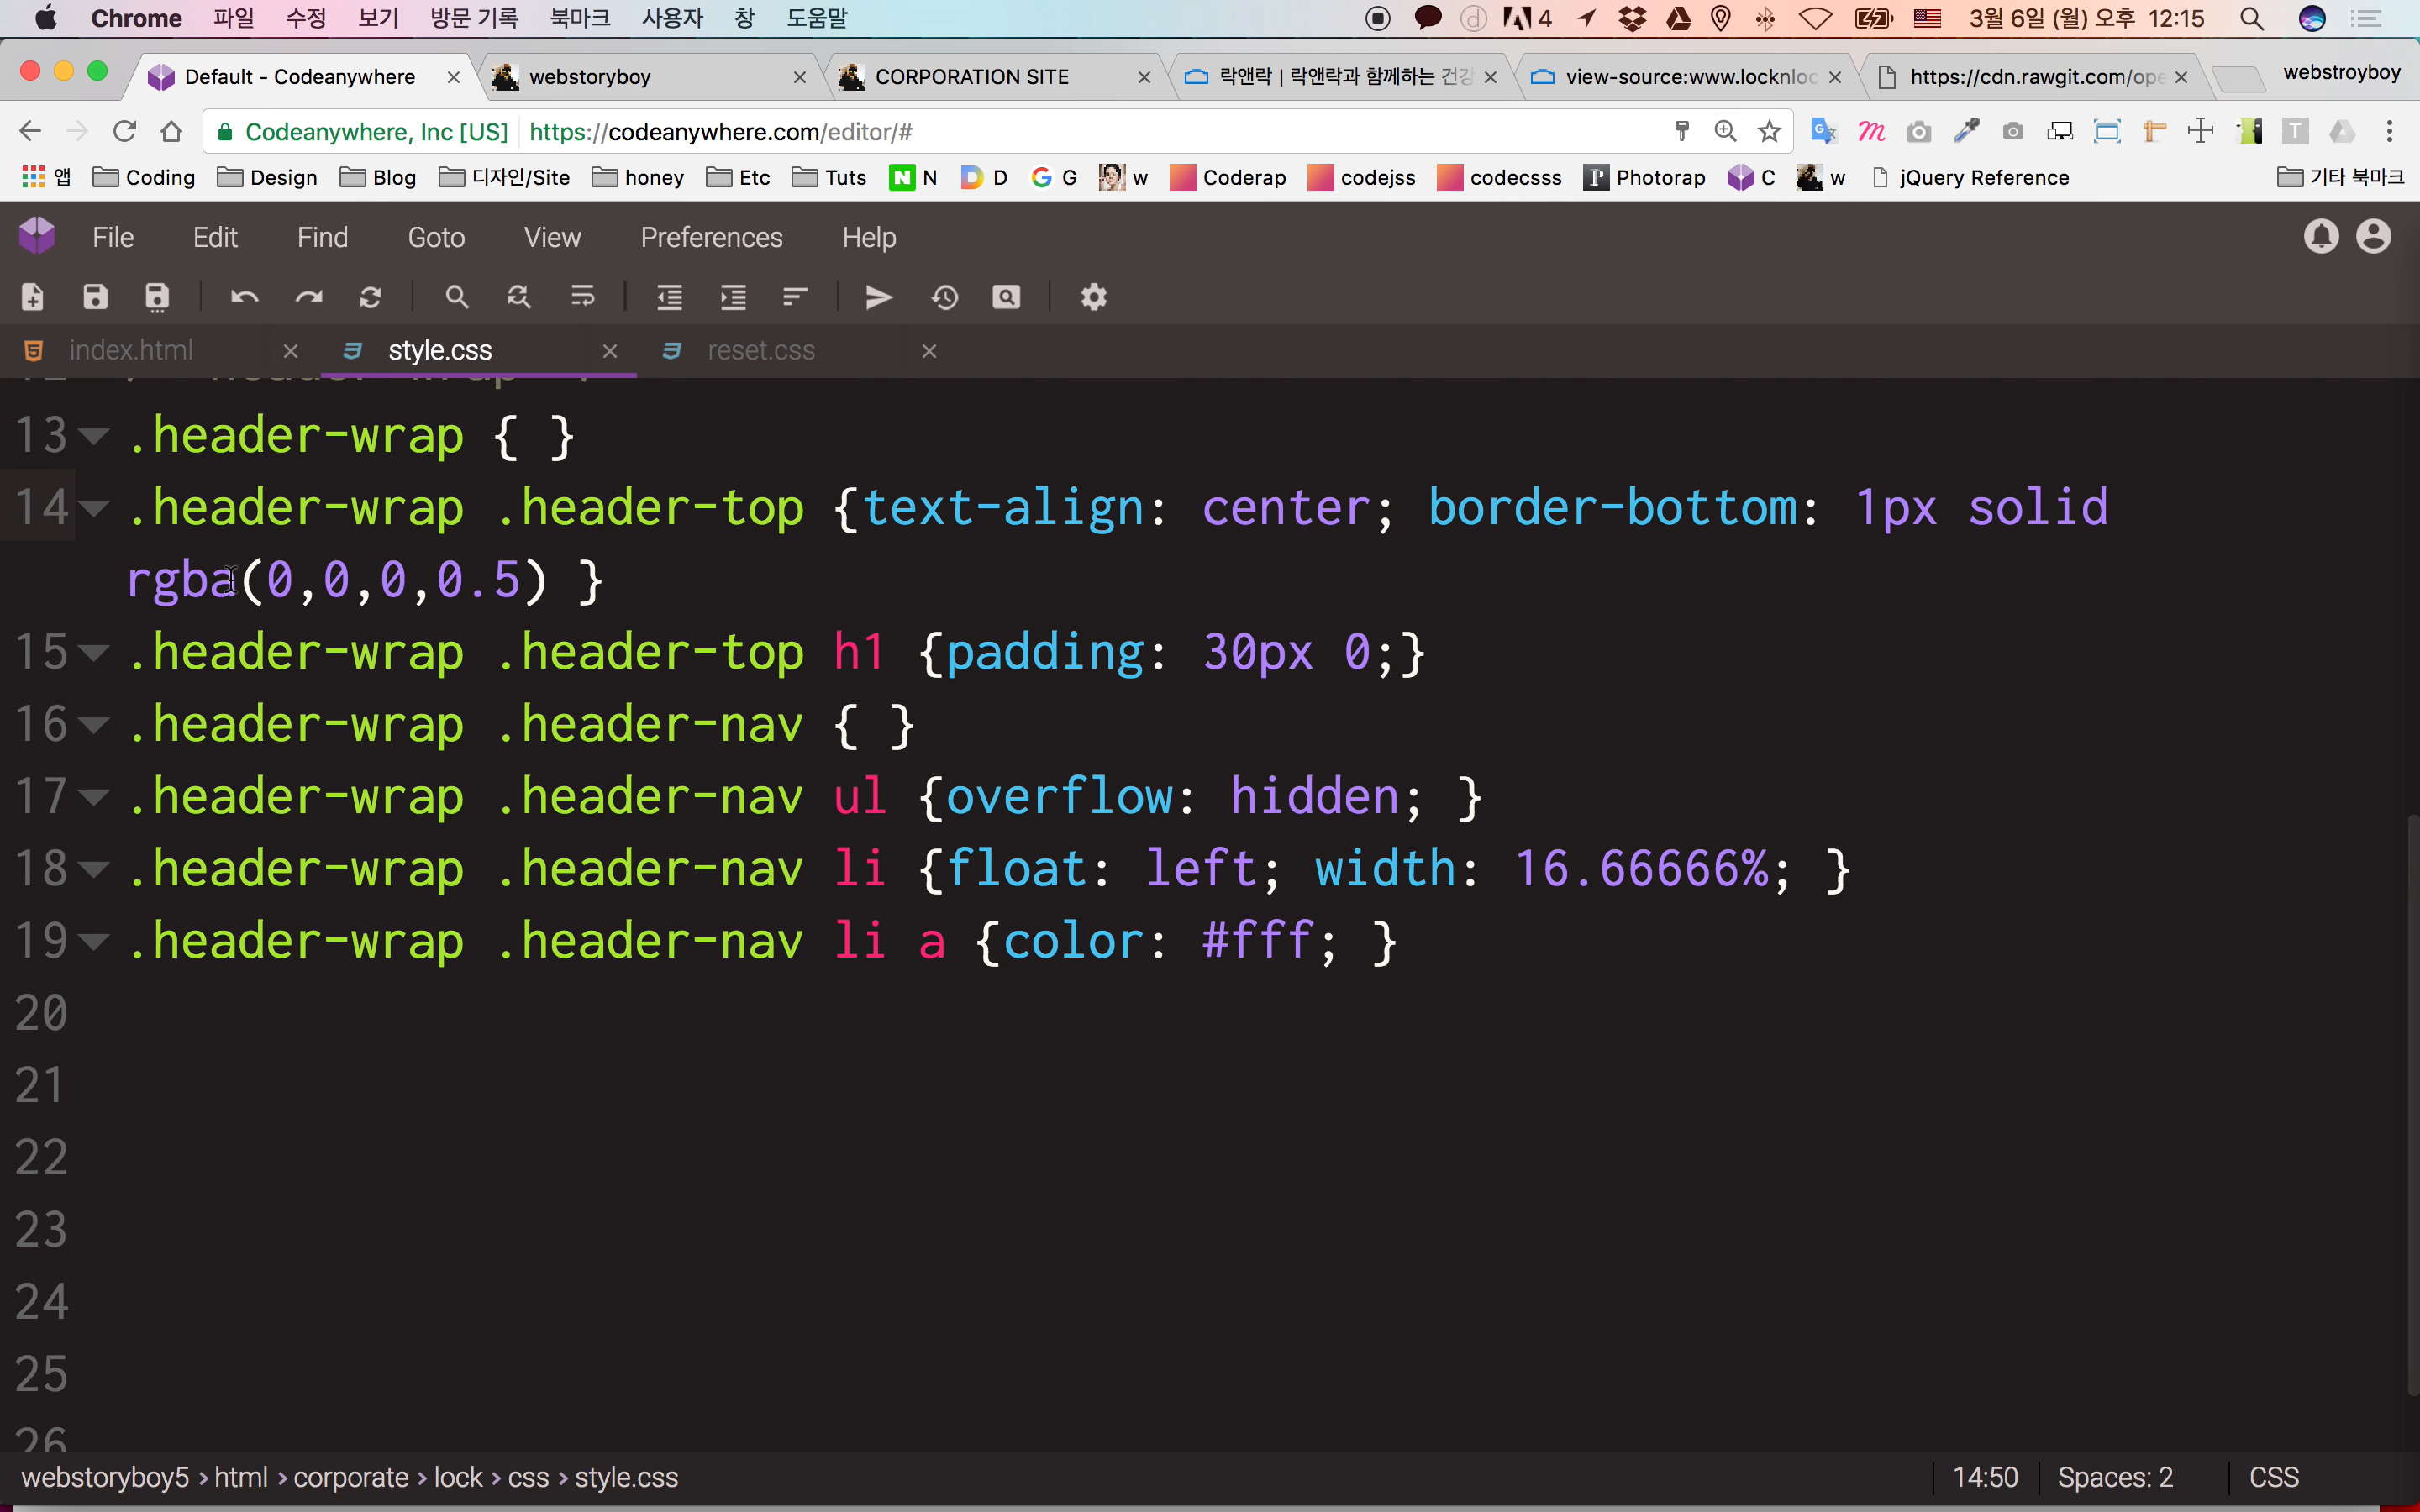 Chrome 파일 수정 보기 방문 기록 북마크 사용자 창 도움말 4 3월 6일 (월) 오후 12:15
Default - Codeanywhere webstoryboy CORPORATION SITE 락앤락 | 락앤락과 함께하는 건강 view-source:www.locknloc https://cdn.rawgit.com/ope webstroyboy
Codeanywhere, Inc [US] https://codeanywhere.com/editor/#
앱 Coding Design Blog 디자인/Site honey Etc Tuts N N D G w Coderap codejss codecsss Photorap C w jQuery Reference 기타 북마크
File Edit Find Goto View Preferences Help
index.html style.css reset.css
13 .header-wrap { }
14 .header-wrap .header-top {text-align: center; border-bottom: 1px solid
rgba(0,0,0,0.5) }
15 .header-wrap .header-top h1 {padding: 30px 0;}
16 .header-wrap .header-nav { }
17 .header-wrap .header-nav ul {overflow: hidden; }
18 .header-wrap .header-nav li {float: left; width: 16.66666%; }
19 .header-wrap .header-nav li a {color: #fff; }
20
21
22
23
24
25
26
webstoryboy5 > html > corporate > lock > css > style.css 14:50 Spaces: 2 CSS